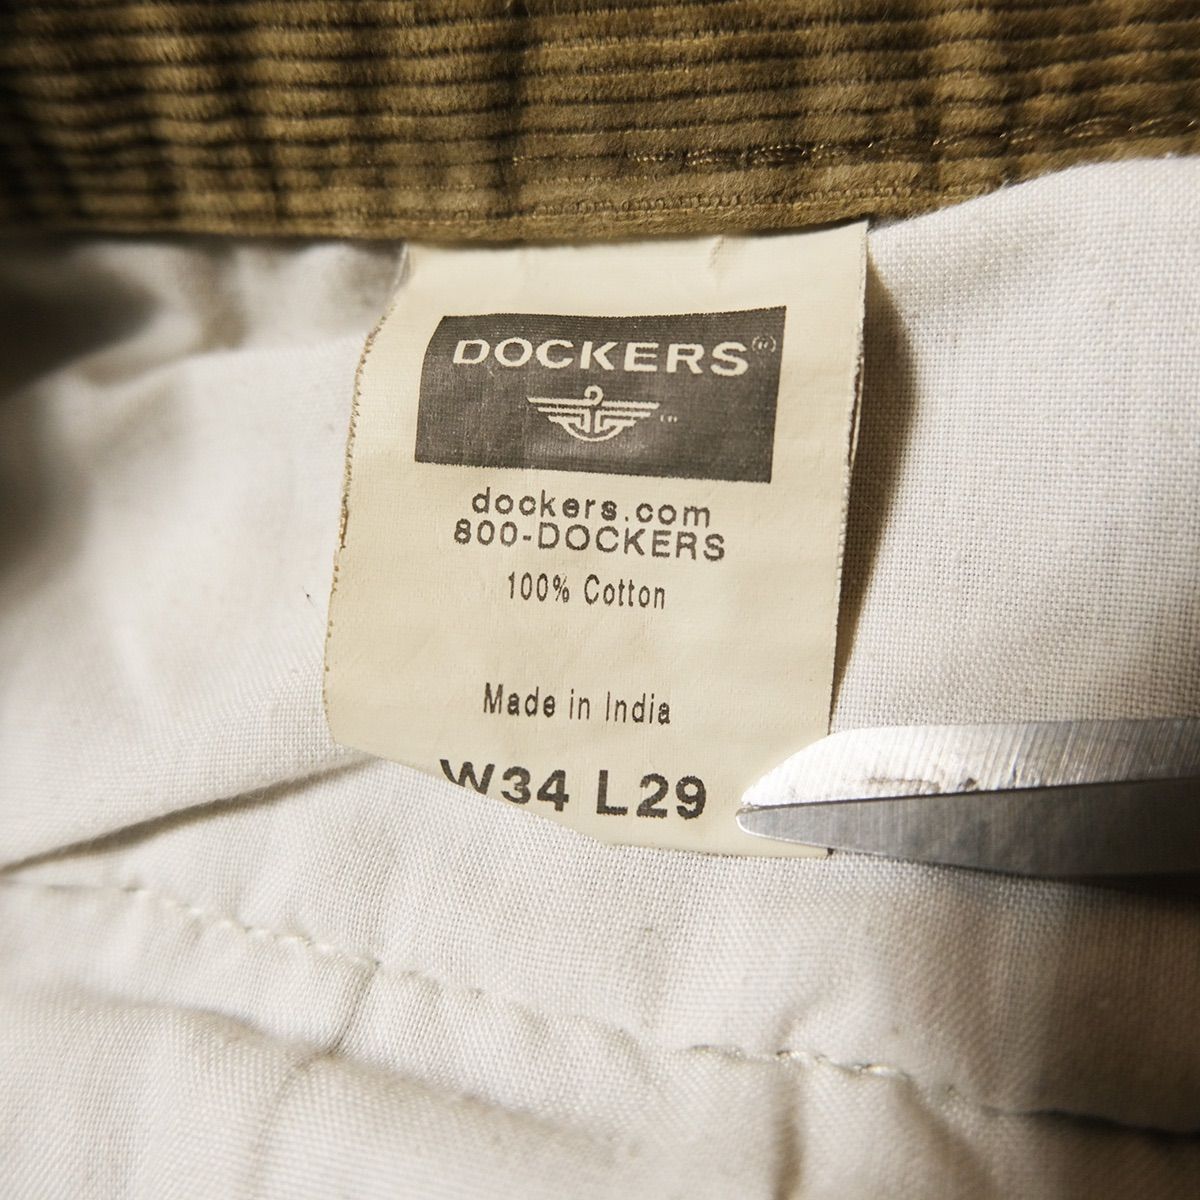 DOCKERS®
dockers.com
800-DOCKERS
100% Cotton
Made in India
W34 L29